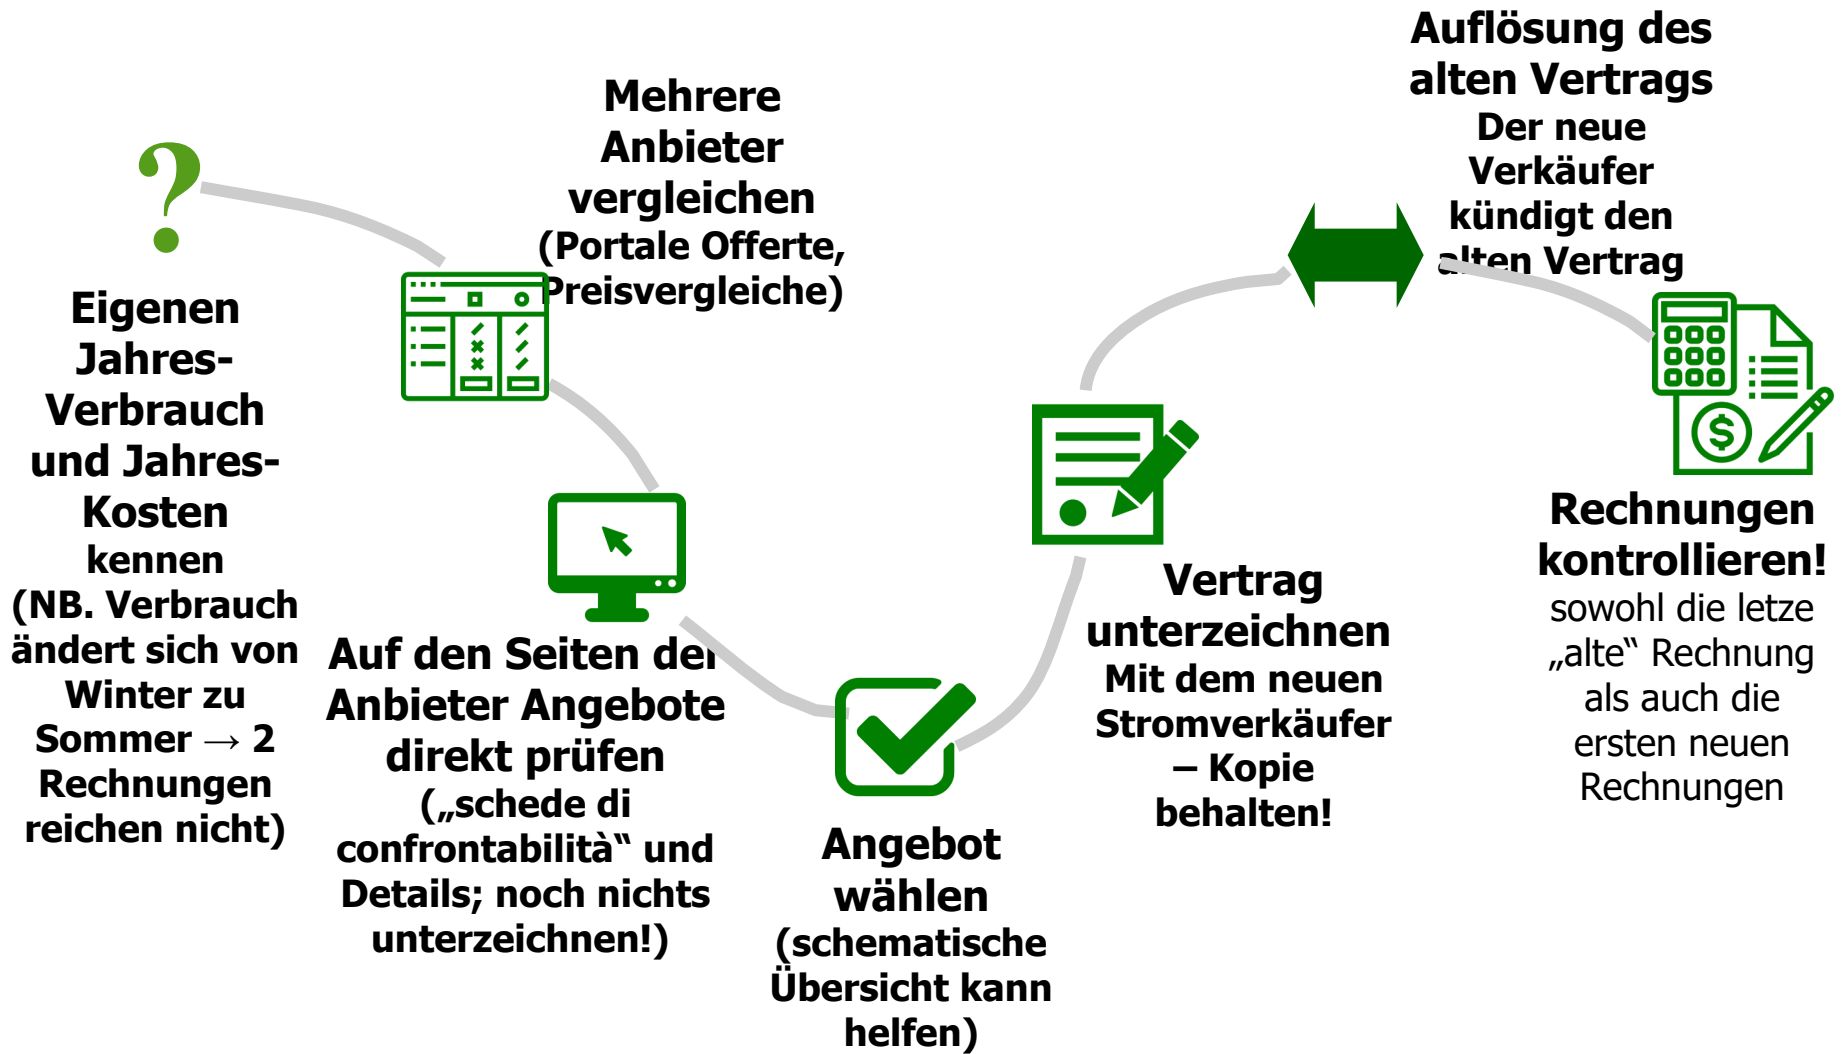 Eigenen
Jahres-
Verbrauch
und Jahres-
Kosten
kennen
(NB. Verbrauch
ändert sich von
Winter zu
Sommer → 2
Rechnungen
reichen nicht)
Mehrere
Anbieter
vergleichen
(Portale Offerte,
Preisvergleiche)
Auf den Seiten der
Anbieter Angebote
direkt prüfen
(„schede di
confrontabilità“ und
Details; noch nichts
unterzeichnen!)
Angebot
wählen
(schematische
Übersicht kann
helfen)
Vertrag
unterzeichnen
Mit dem neuen
Stromverkäufer
– Kopie
behalten!
Auflösung des
alten Vertrags
Der neue
Verkäufer
kündigt den
alten Vertrag
Rechnungen
kontrollieren!
sowohl die letze
„alte“ Rechnung
als auch die
ersten neuen
Rechnungen